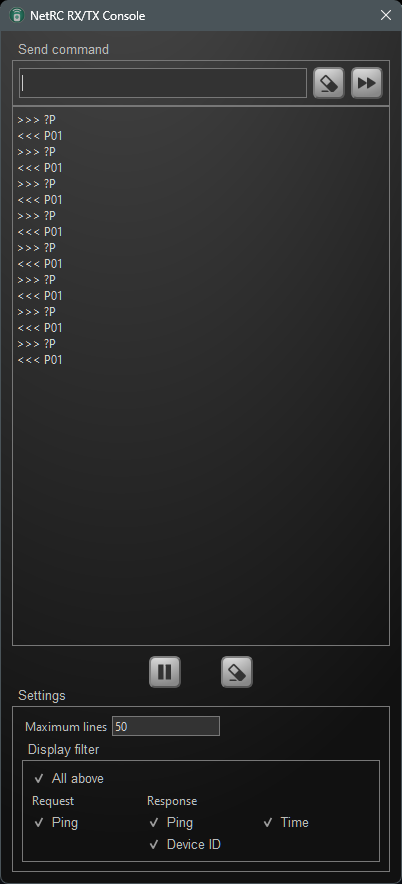 NetRC RX/TX Console
Send command
>>> ?P
<<< P01
>>> ?P
<<< P01
>>> ?P
<<< P01
>>> ?P
<<< P01
>>> ?P
<<< P01
>>> ?P
<<< P01
>>> ?P
<<< P01
>>> ?P
<<< P01
Settings
Maximum lines 50
Display filter
All above
Request Response
Ping Ping Time
Device ID